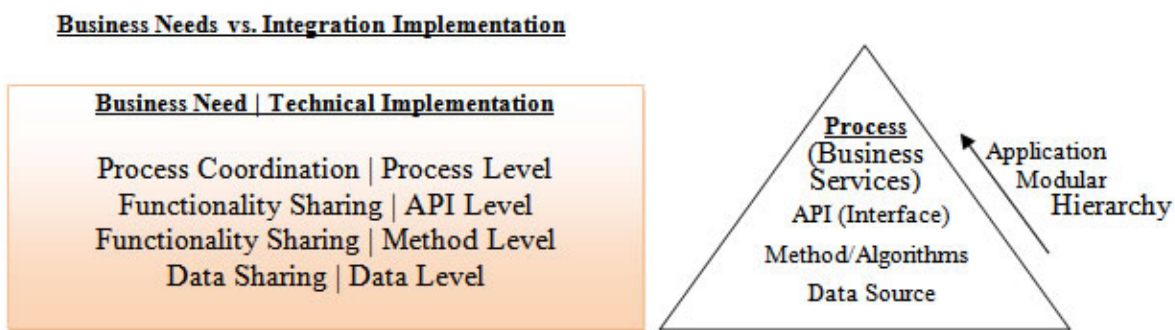 Business Needs vs. Integration Implementation
Business Need | Technical Implementation
Process Coordination | Process Level
Functionality Sharing | API Level
Functionality Sharing | Method Level
Data Sharing | Data Level
Process
(Business
Services)
API (Interface)
Method/Algorithms
Data Source
Application
Modular
Hierarchy